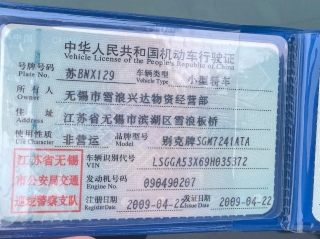 中华人民共和国机动车行驶证
Vehicle License of the People's Republic of China
号牌号码 Plate No. 苏BNX129 车辆类型 Vehicle Type 小型轿车
所有人 Owner 无锡市雪浪兴达物资经营部
住址 Address 江苏省无锡市滨湖区雪浪板桥
使用性质 Use Character 非营运 品牌型号 Model 别克牌SGM7241ATA
江苏省无锡
市公安局交通
巡逻警察支队
车辆识别代号 VIN LSGGA53X69H035372
发动机号码 Engine No. 090490207
注册日期 Register Date 2009-04-22 发证日期 Issue Date 2009-04-22